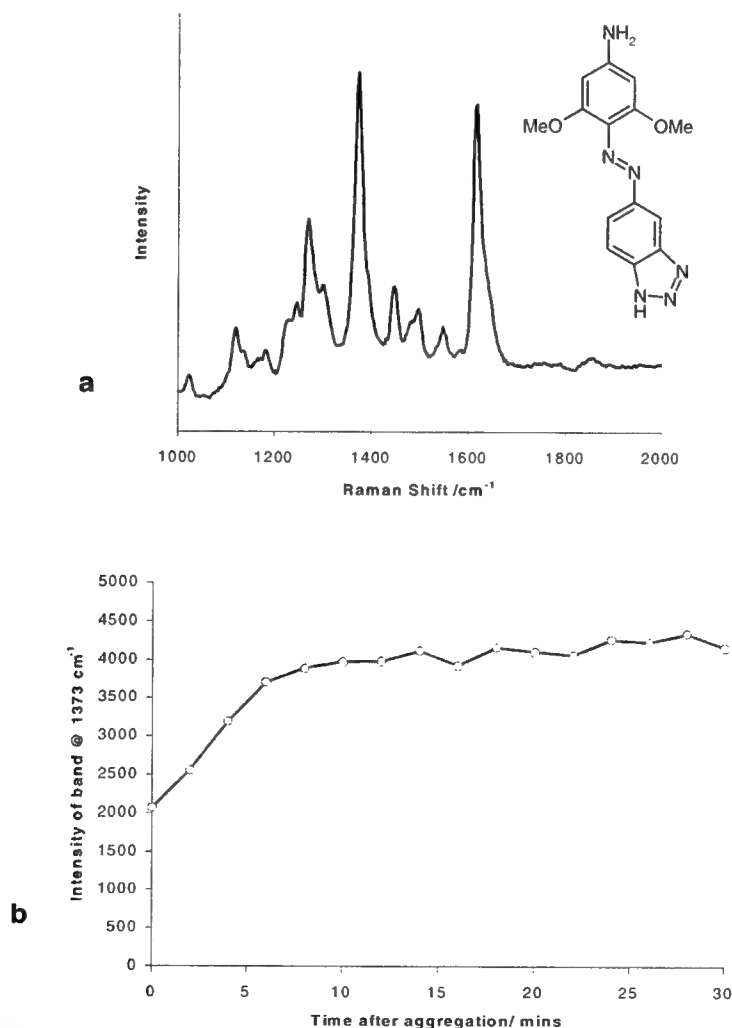 NH₂
MeO
OMe
N
N
N
N
N
H
Intensity
a
1000 1200 1400 1600 1800 2000
Raman Shift /cm⁻¹
5000
4500
4000
3500
3000
2500
2000
1500
1000
500
0
Intensity of band @ 1373 cm⁻¹
b
0 5 10 15 20 25 30
Time after aggregation/ mins